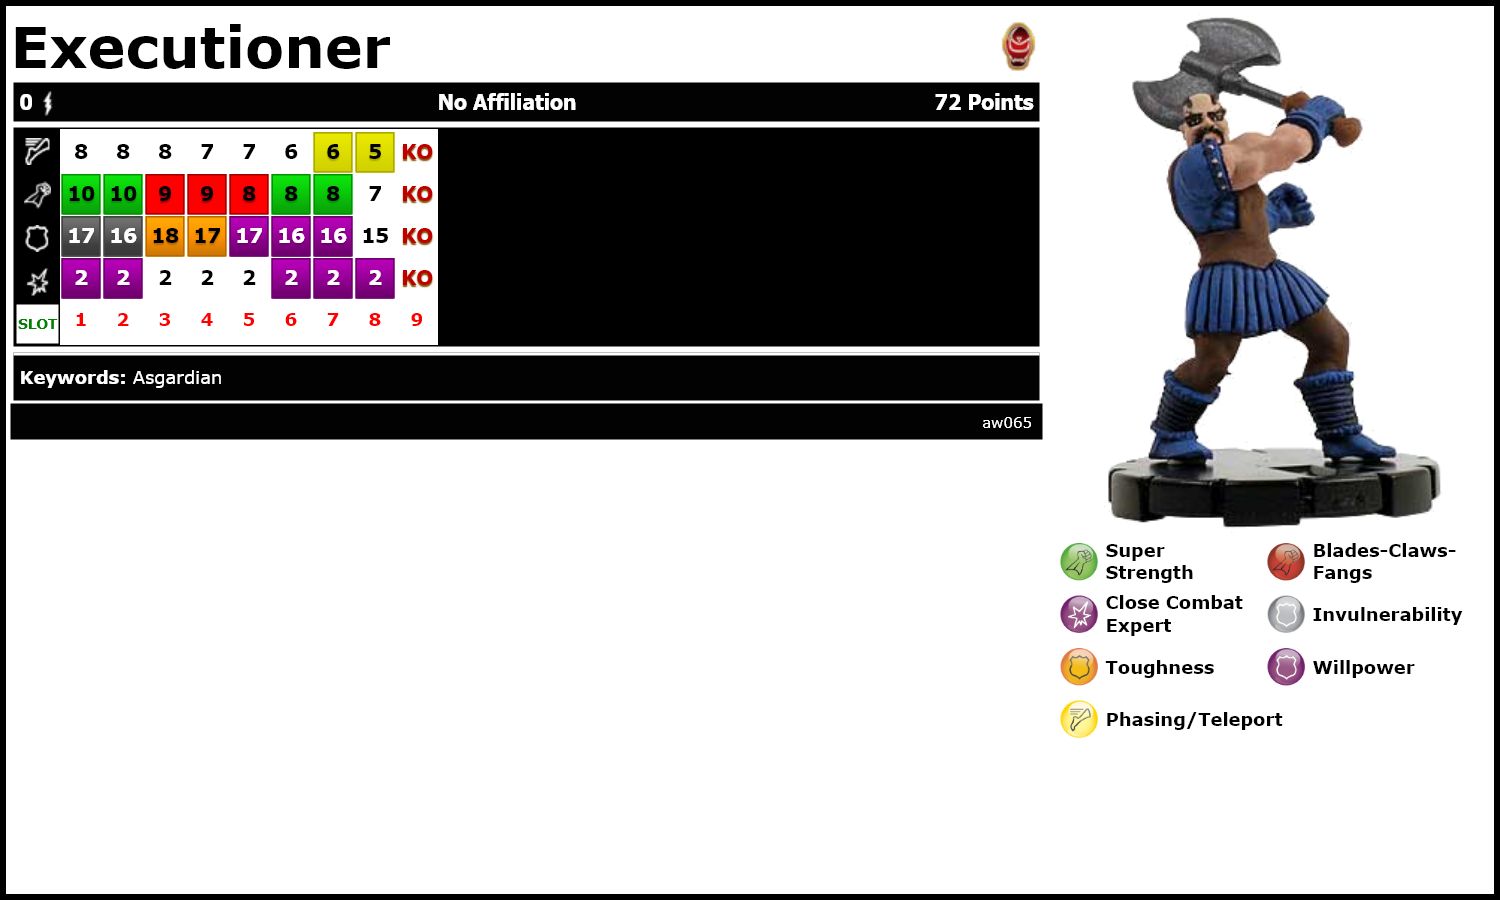 Executioner
0 No Affiliation 72 Points
8 8 8 7 7 6 6 5 KO
10 10 9 9 8 8 8 7 KO
17 16 18 17 17 16 16 15 KO
2 2 2 2 2 2 2 2 KO
SLOT 1 2 3 4 5 6 7 8 9
Keywords: Asgardian
aw065
Super
Strength
Blades-Claws-
Fangs
Close Combat
Expert
Invulnerability
Toughness
Willpower
Phasing/Teleport